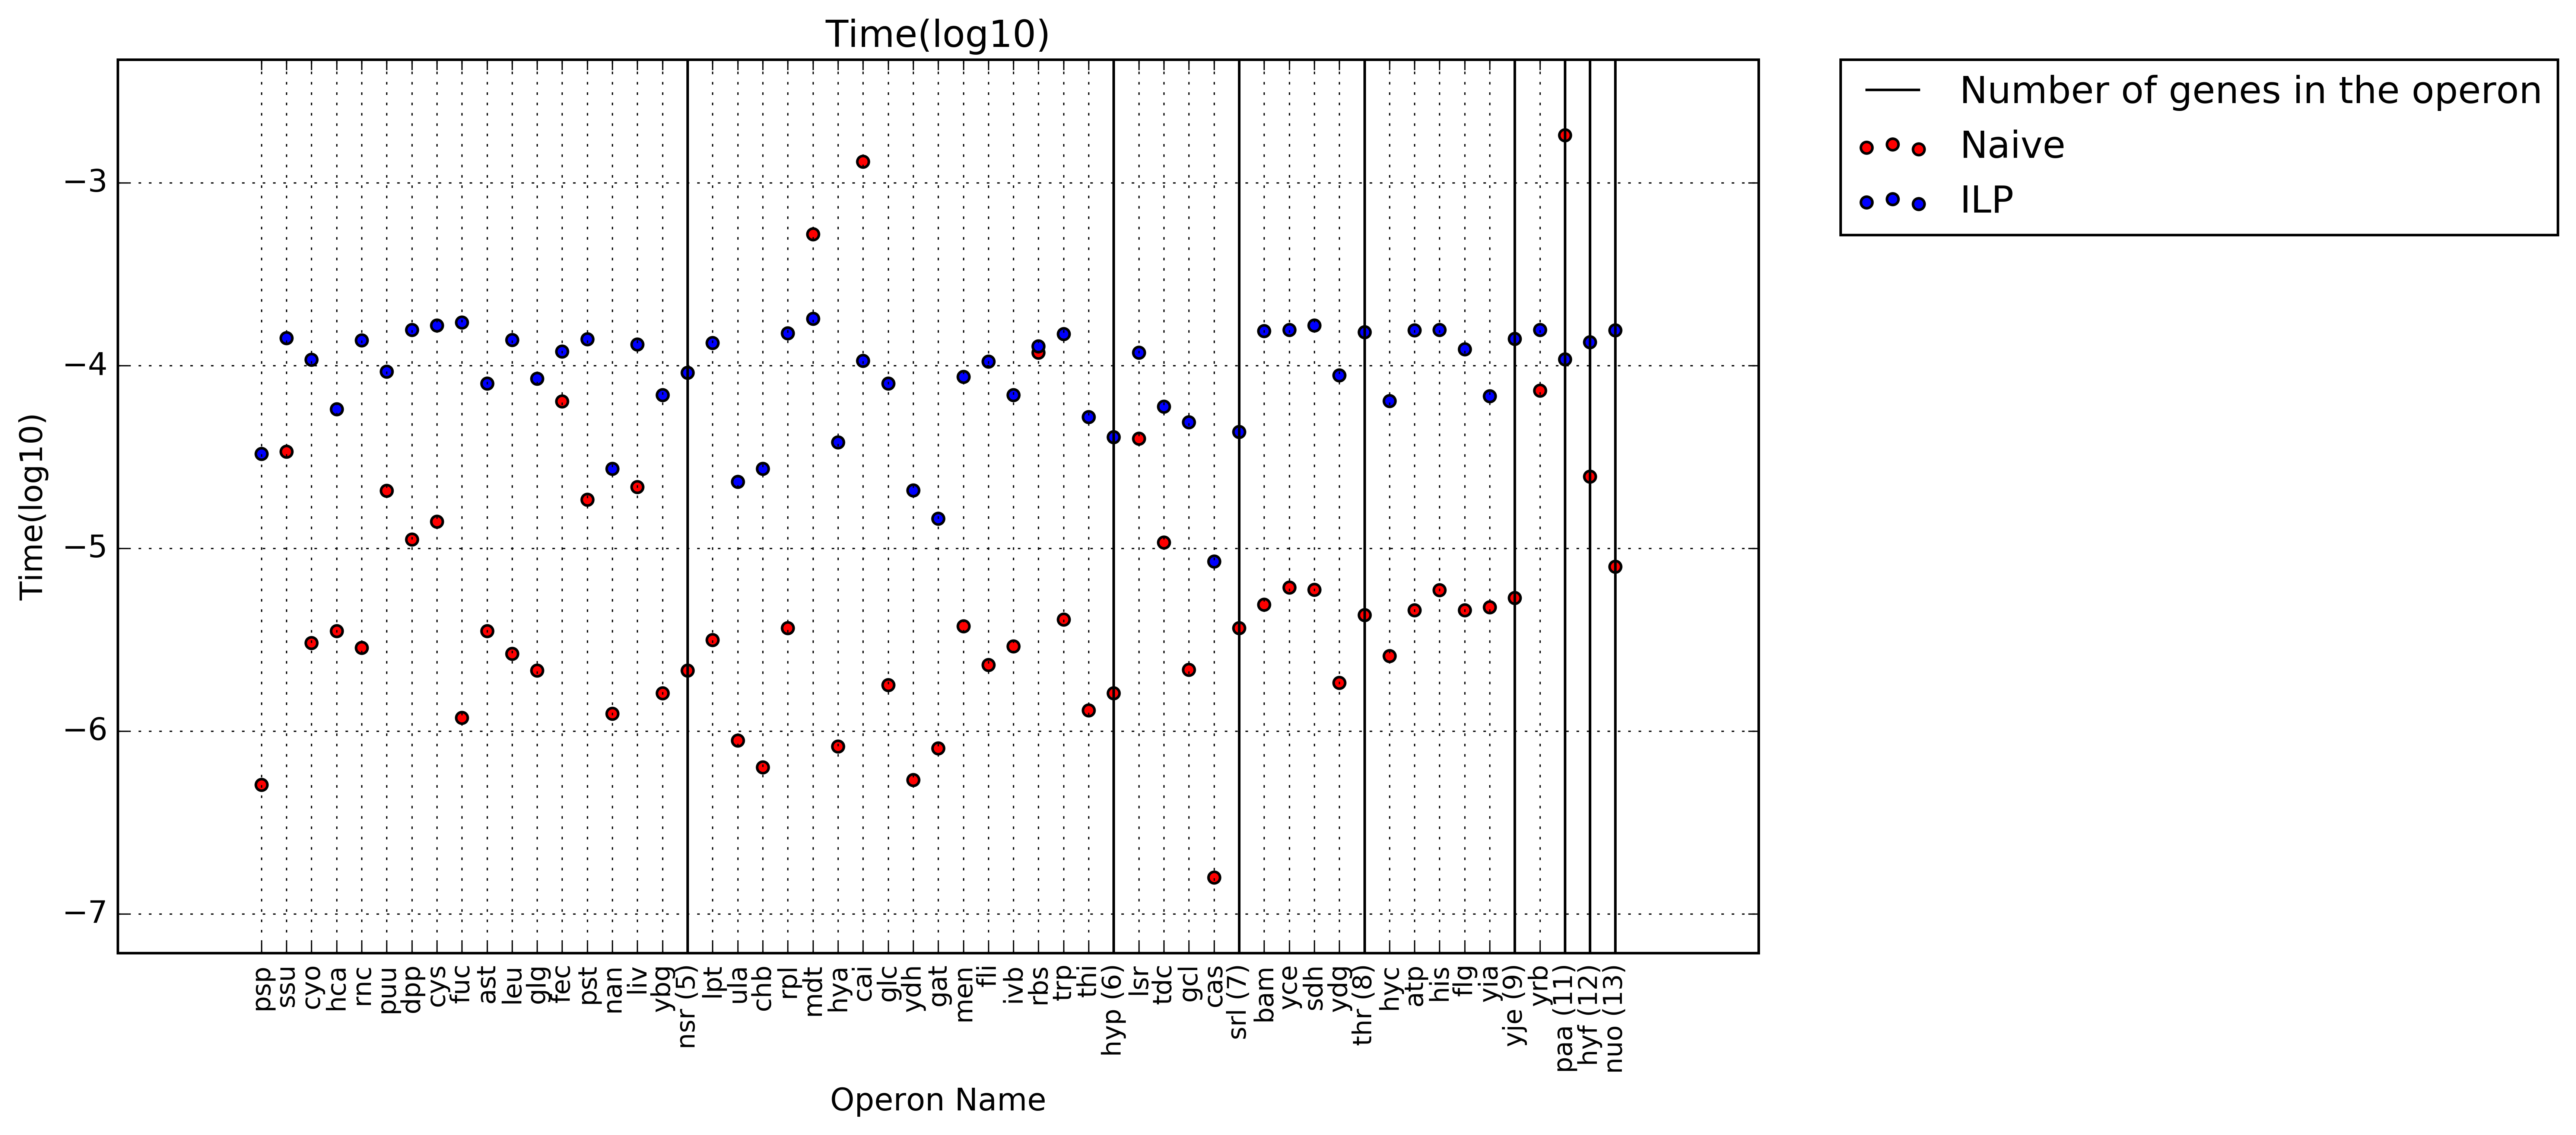 Time(log10)
Number of genes in the operon
Naive
ILP
−3
−4
−5
−6
−7
Time(log10)
psp
ssu
cyo
hca
rnc
puu
dpp
cys
fuc
ast
leu
glg
fec
pst
nan
liv
ybg
nsr (5)
lpt
ula
chb
rpl
mdt
hya
cai
glc
ydh
gat
men
fli
ivb
rbs
trp
thi
hyp (6)
lsr
tdc
gcl
cas
srl (7)
bam
yce
sdh
ydg
thr (8)
hyc
atp
his
flg
yia
yje (9)
yrb
paa (11)
hyf (12)
nuo (13)
Operon Name